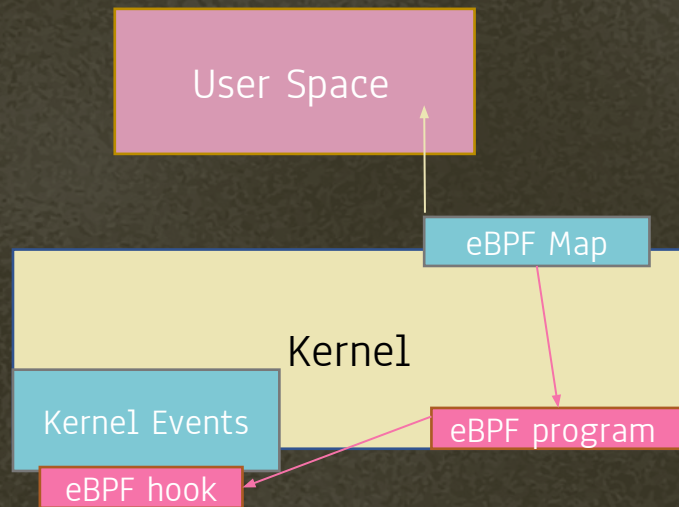 User Space
eBPF Map
Kernel
Kernel Events
eBPF program
eBPF hook